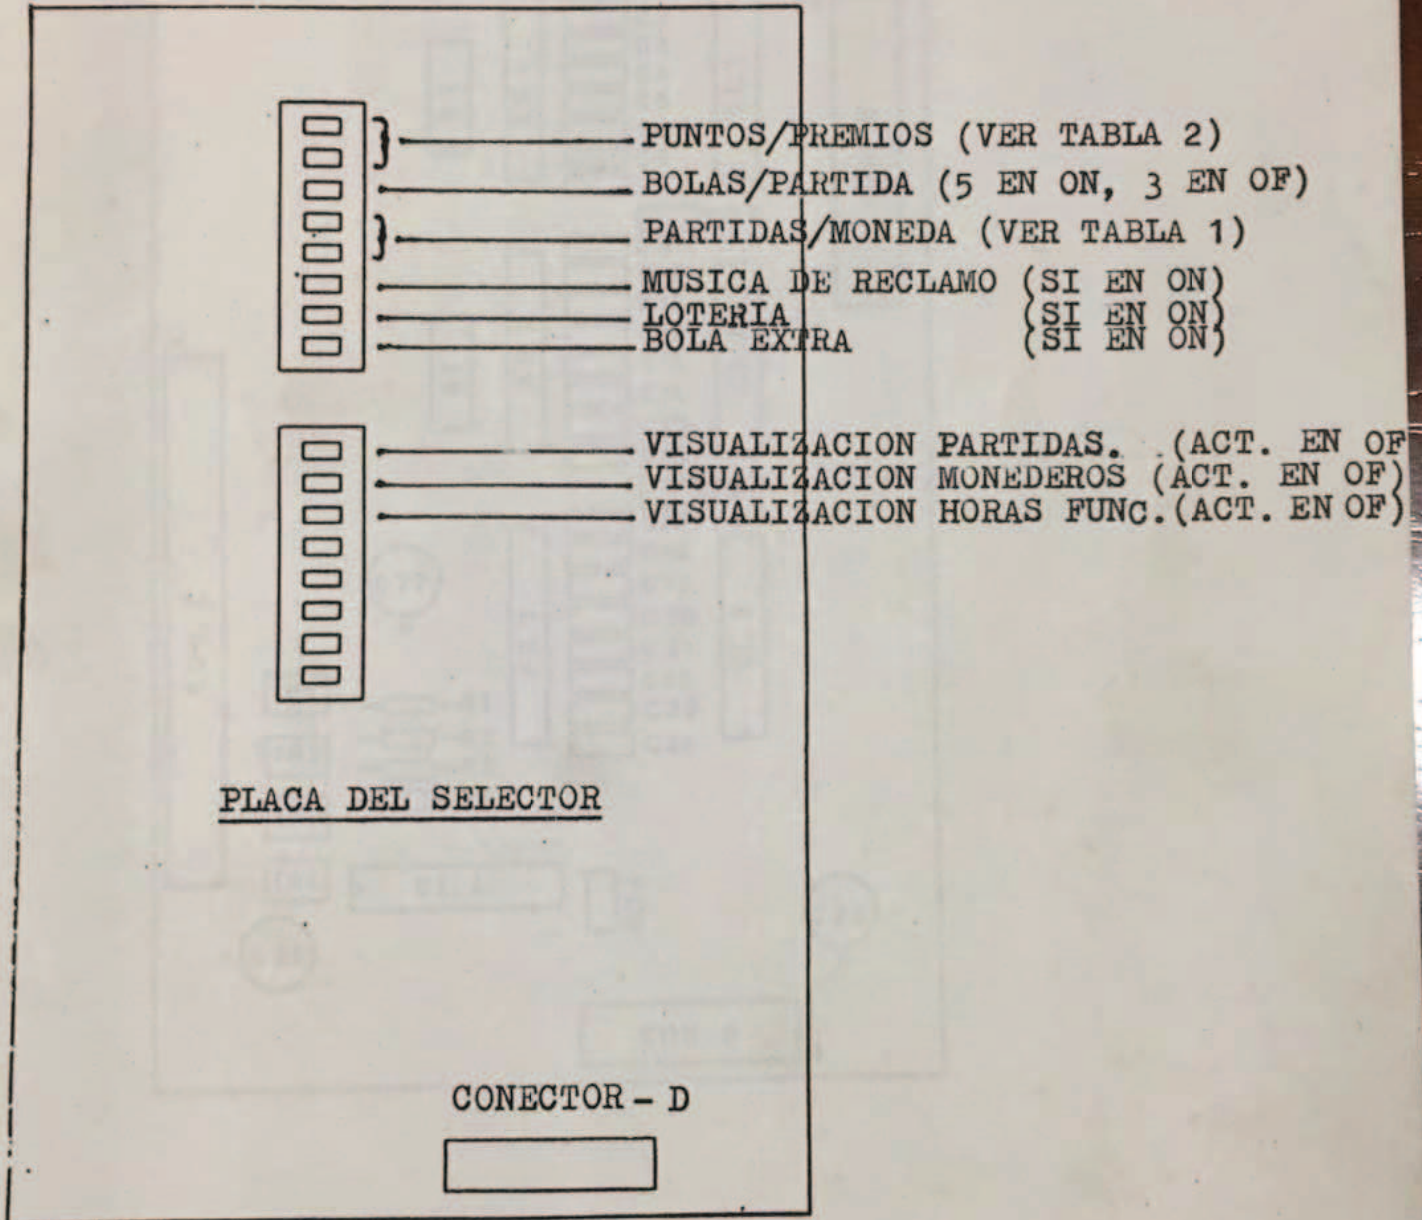 PUNTOS/PREMIOS (VER TABLA 2)
BOLAS/PARTIDA (5 EN ON, 3 EN OF)
PARTIDAS/MONEDA (VER TABLA 1)
MUSICA DE RECLAMO (SI EN ON)
LOTERIA (SI EN ON)
BOLA EXTRA (SI EN ON)
VISUALIZACION PARTIDAS. .(ACT. EN OF
VISUALIZACION MONEDEROS (ACT. EN OF)
VISUALIZACION HORAS FUNC.(ACT. EN OF)
PLACA DEL SELECTOR
CONECTOR - D